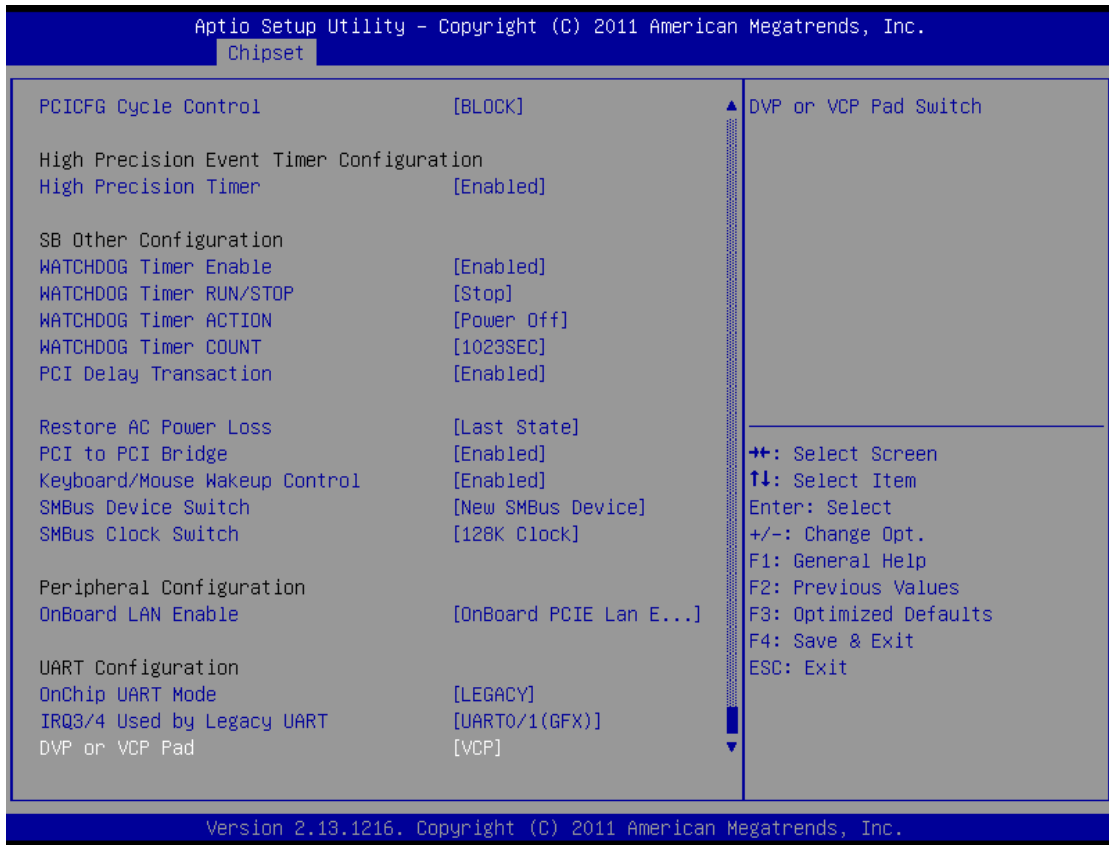 Aptio Setup Utility – Copyright (C) 2011 American Megatrends, Inc.
Chipset
PCICFG Cycle Control [BLOCK]
High Precision Event Timer Configuration
High Precision Timer [Enabled]
SB Other Configuration
WATCHDOG Timer Enable [Enabled]
WATCHDOG Timer RUN/STOP [Stop]
WATCHDOG Timer ACTION [Power Off]
WATCHDOG Timer COUNT [1023SEC]
PCI Delay Transaction [Enabled]
Restore AC Power Loss [Last State]
PCI to PCI Bridge [Enabled]
Keyboard/Mouse Wakeup Control [Enabled]
SMBus Device Switch [New SMBus Device]
SMBus Clock Switch [128K Clock]
Peripheral Configuration
OnBoard LAN Enable [OnBoard PCIE Lan E...]
UART Configuration
OnChip UART Mode [LEGACY]
IRQ3/4 Used by Legacy UART [UART0/1(GFX)]
DVP or VCP Pad [VCP]
DVP or VCP Pad Switch
→←: Select Screen
↑↓: Select Item
Enter: Select
+/-: Change Opt.
F1: General Help
F2: Previous Values
F3: Optimized Defaults
F4: Save & Exit
ESC: Exit
Version 2.13.1216. Copyright (C) 2011 American Megatrends, Inc.